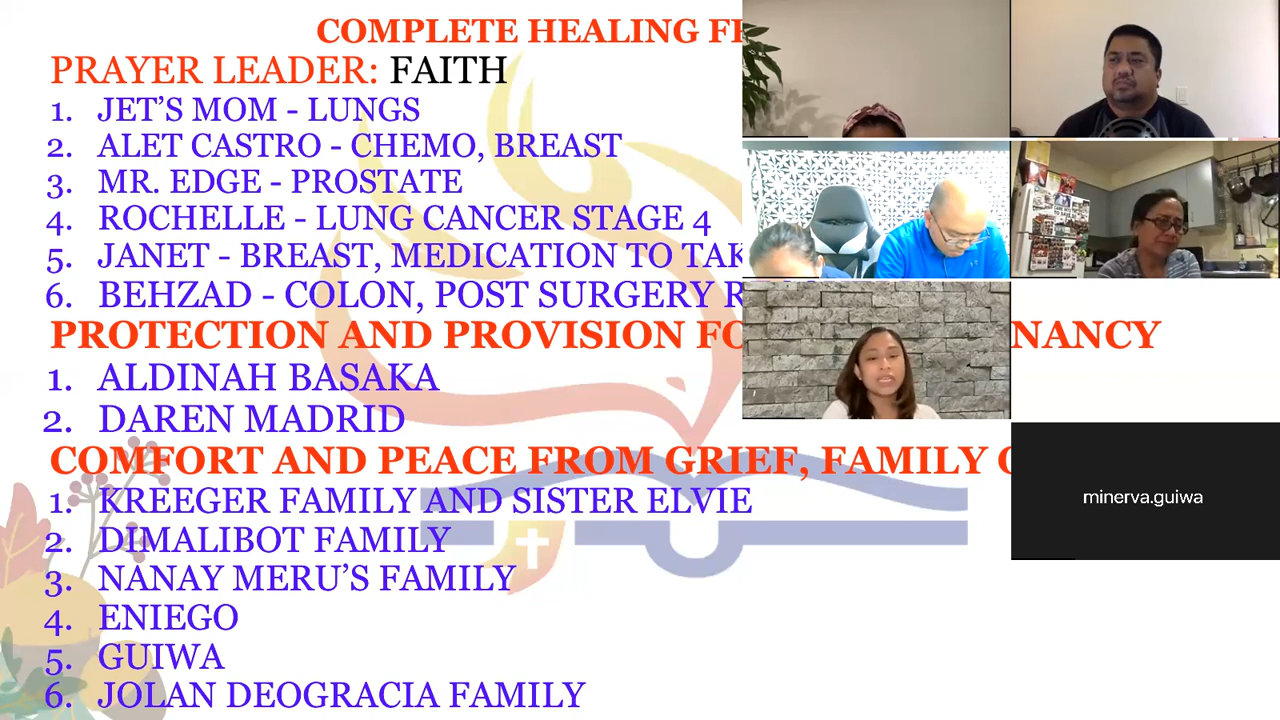 COMPLETE HEALING
PRAYER LEADER: FAITH
1. JET'S MOM - LUNGS
2. ALET CASTRO - CHEMO, BREAST
3. MR. EDGE - PROSTATE
4. ROCHELLE - LUNG CANCER STAGE 4
5. JANET - BREAST, MEDICATION TO
6. BEHZAD - COLON, POST SURGERY
PROTECTION AND PROVISION NANCY
1. ALDINAH BASAKA
2. DAREN MADRID
COMFORT AND PEACE FROM GRIEF, FAMILY
1. KREEGER FAMILY AND SISTER ELVIE
2. DIMALIBOT FAMILY
3. NANAY MERU'S FAMILY
4. ENIEGO
5. GUIWA
6. JOLAN DEOGRACIA FAMILY
minerva.guiwa